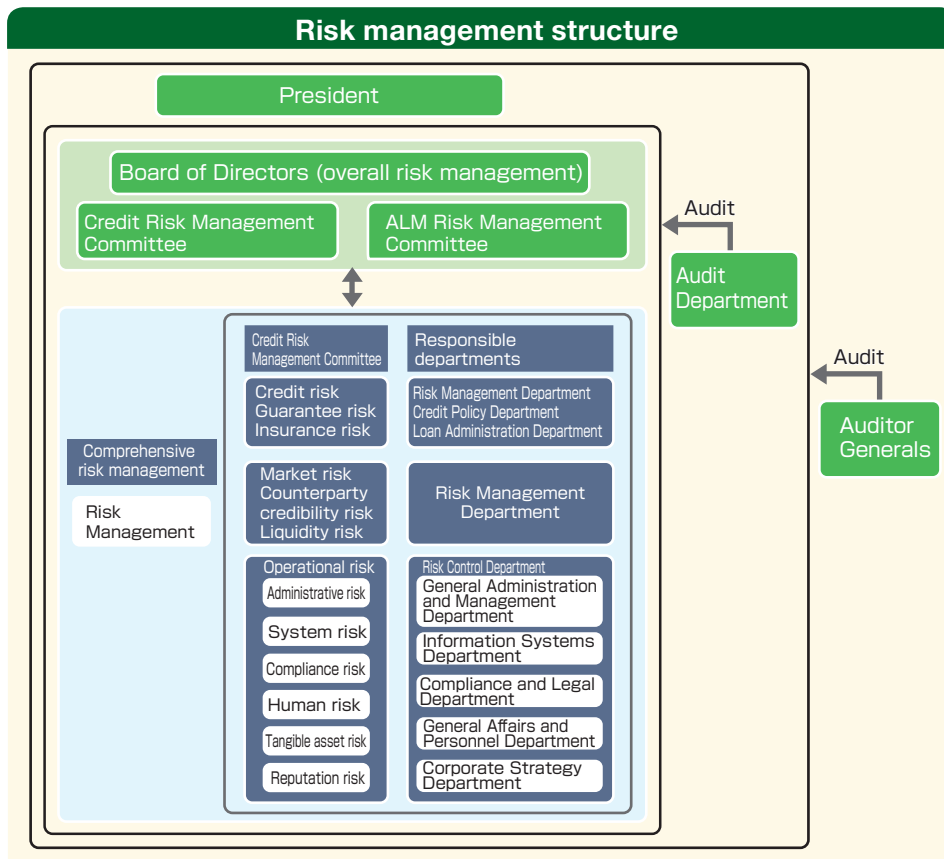 Risk management structure
President
Board of Directors (overall risk management)
Credit Risk Management
Committee
ALM Risk Management
Committee
Audit
Audit
Department
Audit
Auditor
Generals
Comprehensive
risk management
Risk
Management
Credit Risk
Management Committee
Responsible
departments
Credit risk
Guarantee risk
Insurance risk
Risk Management Department
Credit Policy Department
Loan Administration Department
Market risk
Counterparty
credibility risk
Liquidity risk
Risk Management
Department
Operational risk
Administrative risk
System risk
Compliance risk
Human risk
Tangible asset risk
Reputation risk
Risk Control Department
General Administration
and Management
Department
Information Systems
Department
Compliance and Legal
Department
General Affairs and
Personnel Department
Corporate Strategy
Department